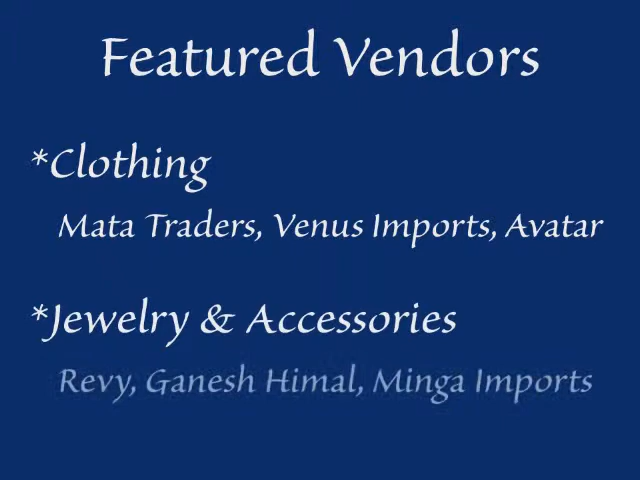 Featured Vendors
*Clothing
Mata Traders, Venus Imports, Avatar
*Jewelry & Accessories
Revy, Ganesh Himal, Minga Imports